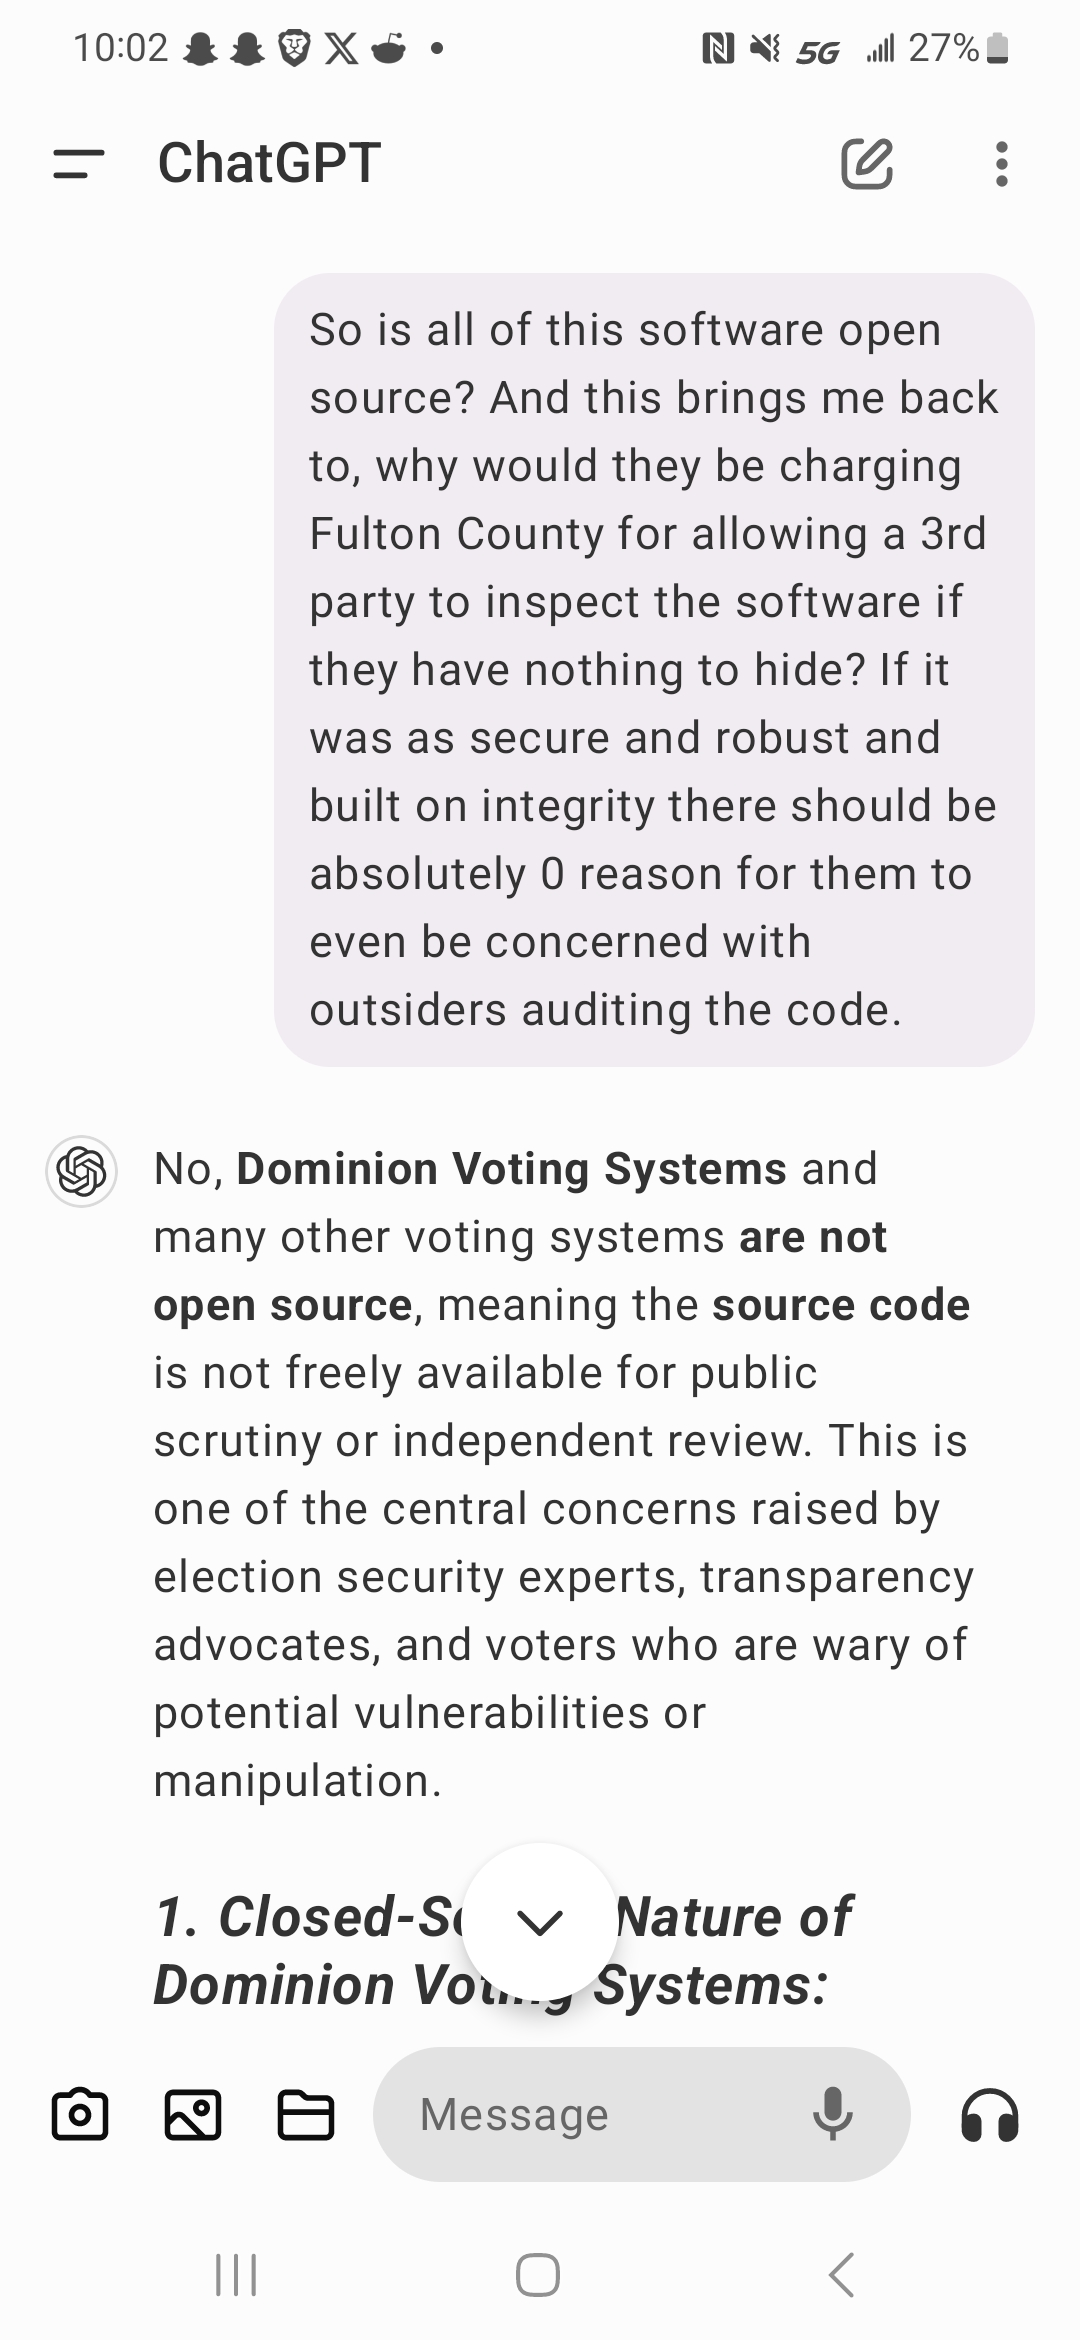 10:02 5G 27%
ChatGPT
So is all of this software open
source? And this brings me back
to, why would they be charging
Fulton County for allowing a 3rd
party to inspect the software if
they have nothing to hide? If it
was as secure and robust and
built on integrity there should be
absolutely 0 reason for them to
even be concerned with
outsiders auditing the code.
No, Dominion Voting Systems and
many other voting systems are not
open source, meaning the source code
is not freely available for public
scrutiny or independent review. This is
one of the central concerns raised by
election security experts, transparency
advocates, and voters who are wary of
potential vulnerabilities or
manipulation.
1. Closed- Nature of
Dominion Voting Systems:
Message